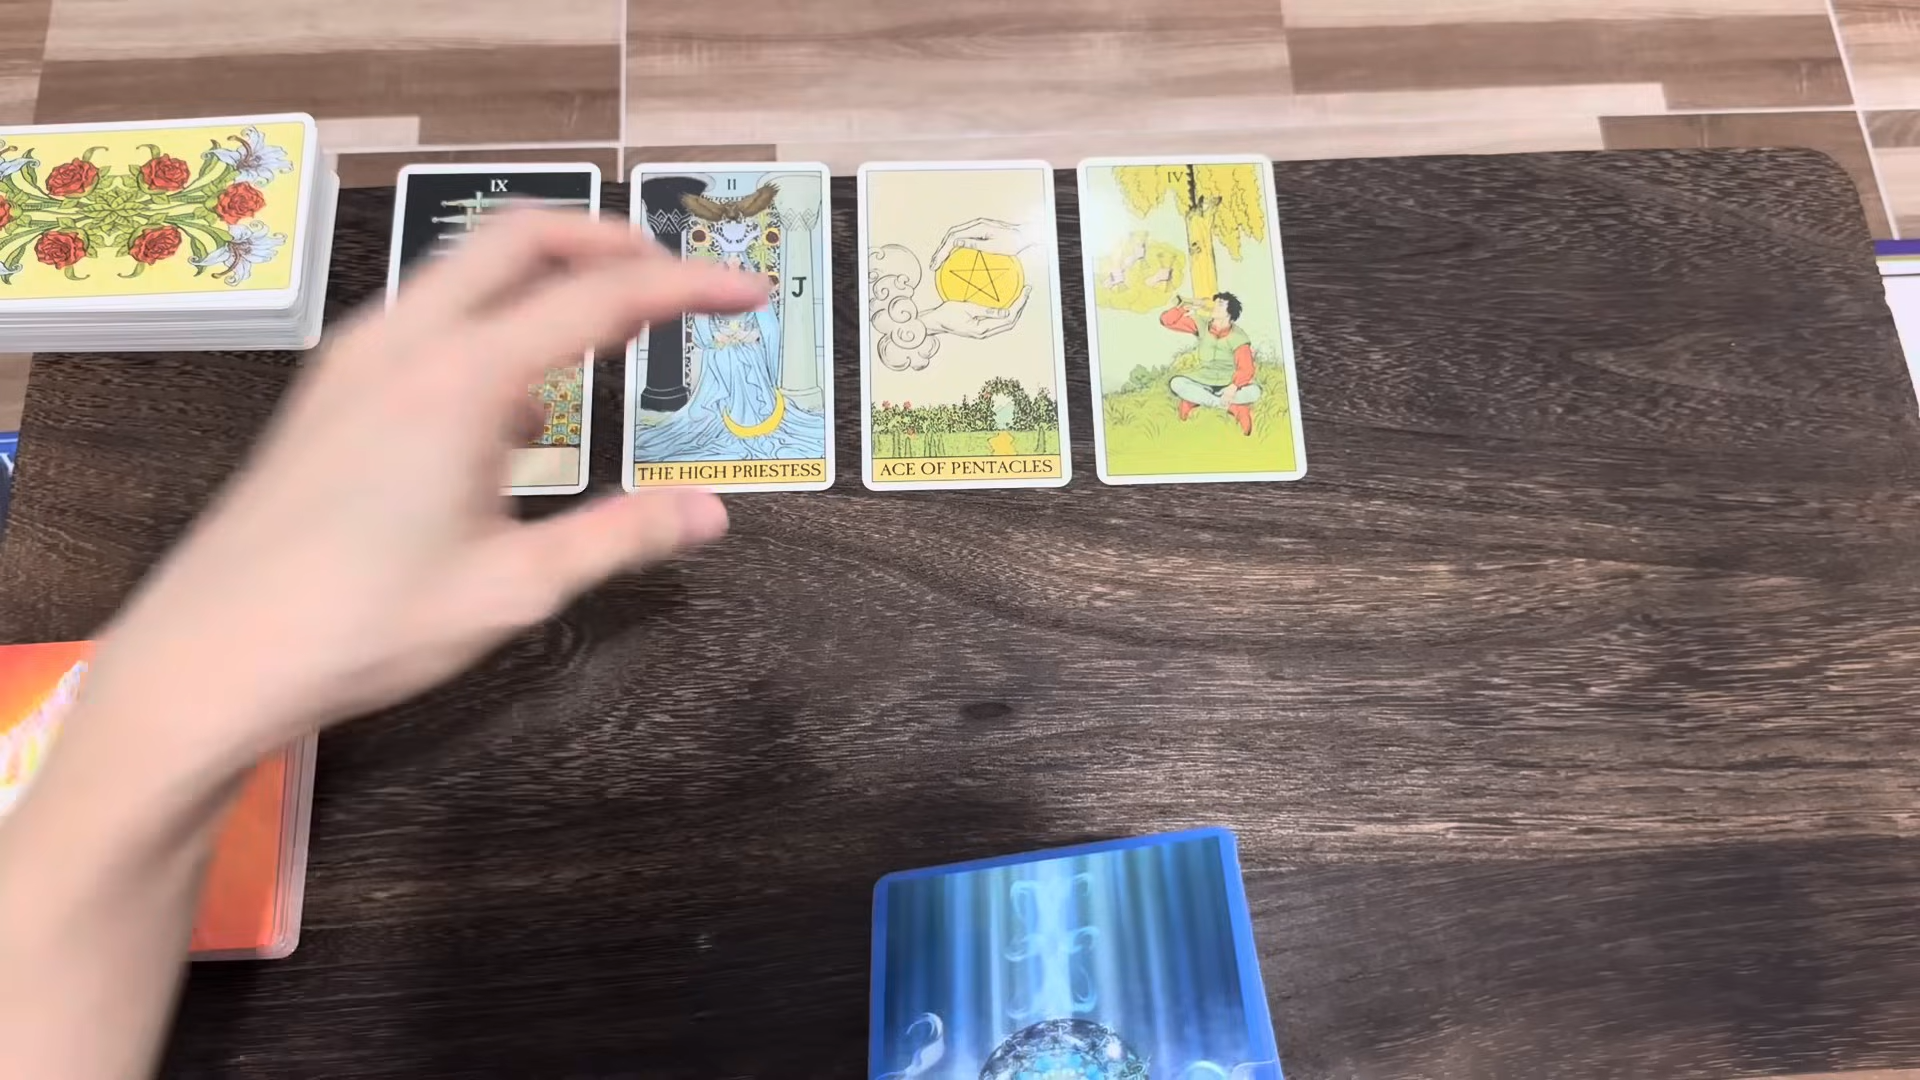 IX
II
J
THE HIGH PRIESTESS
ACE OF PENTACLES
IV